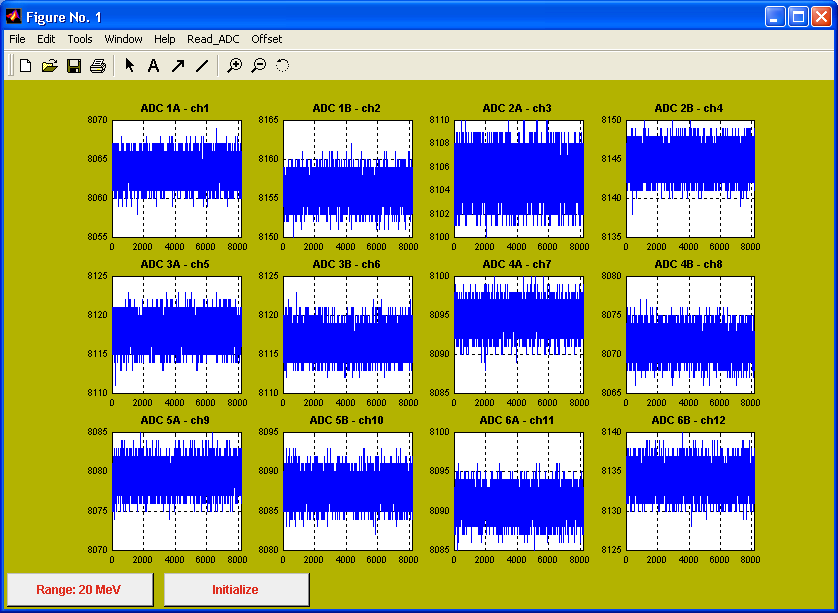 Figure No. 1
File Edit Tools Window Help Read_ADC Offset
ADC 1A - ch1 ADC 1B - ch2 ADC 2A - ch3 ADC 2B - ch4
8070 8165 8110 8150
8108
8065 8160 8145
8106
8060 8155 8104 8140
8102
8055 8150 8100 8135
0 2000 4000 6000 8000 0 2000 4000 6000 8000 0 2000 4000 6000 8000 0 2000 4000 6000 8000
ADC 3A - ch5 ADC 3B - ch6 ADC 4A - ch7 ADC 4B - ch8
8125 8125 8100 8080
8120 8120 8095 8075
8115 8115 8090 8070
8110 8110 8085 8065
0 2000 4000 6000 8000 0 2000 4000 6000 8000 0 2000 4000 6000 8000 0 2000 4000 6000 8000
ADC 5A - ch9 ADC 5B - ch10 ADC 6A - ch11 ADC 6B - ch12
8085 8095 8100 8140
8080 8090 8095 8135
8075 8085 8090 8130
8070 8080 8085 8125
0 2000 4000 6000 8000 0 2000 4000 6000 8000 0 2000 4000 6000 8000 0 2000 4000 6000 8000
Range: 20 MeV Initialize